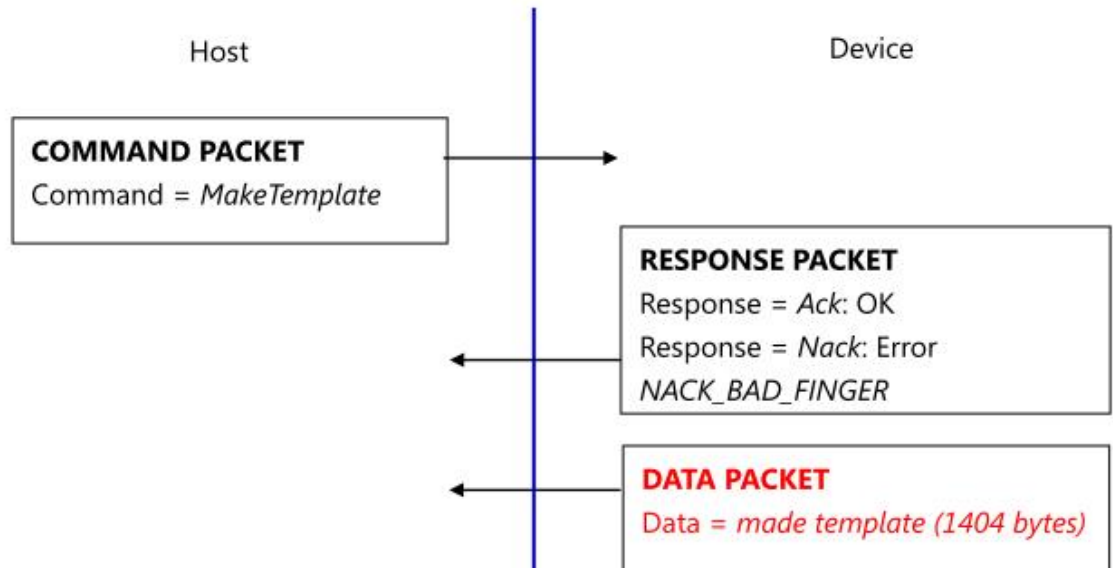 Host
Device
COMMAND PACKET
Command = MakeTemplate
RESPONSE PACKET
Response = Ack: OK
Response = Nack: Error
NACK_BAD_FINGER
DATA PACKET
Data = made template (1404 bytes)